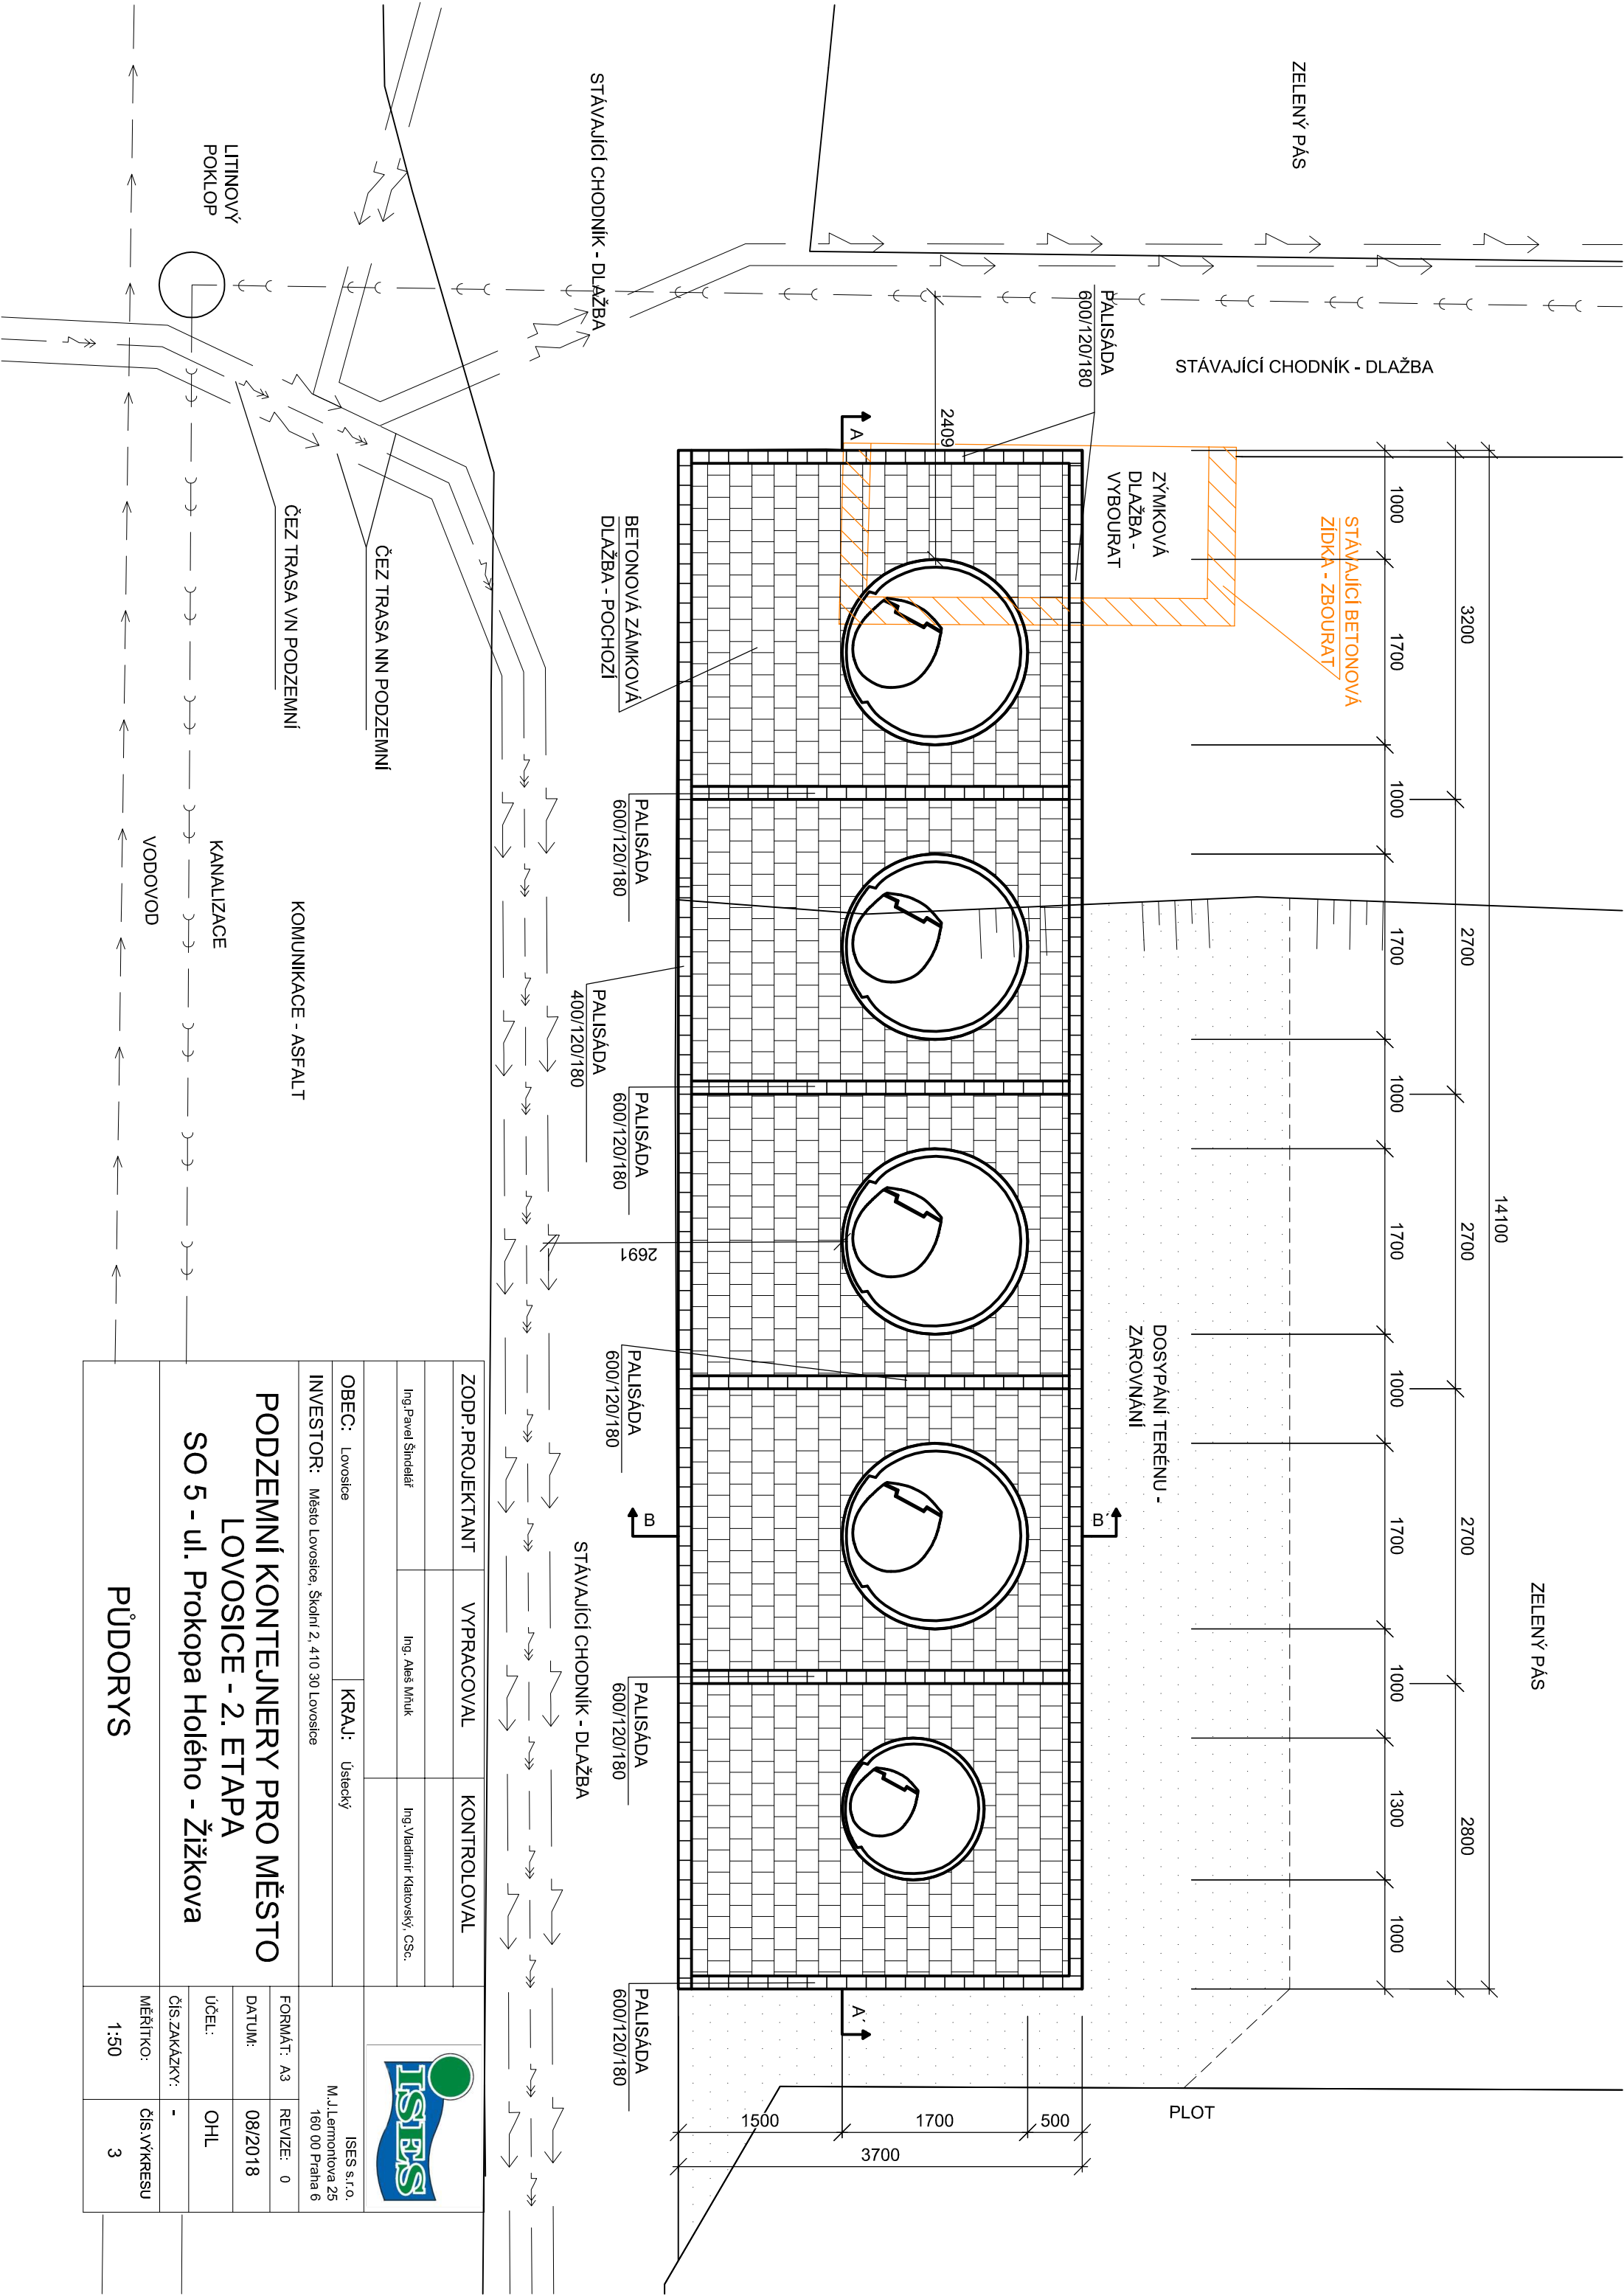 ZELENÝ PÁS
STÁVAJÍCÍ CHODNÍK - DLAŽBA
LITINOVÝ
POKLOP
STÁVAJÍCÍ CHODNÍK - DLAŽBA
PALISÁDA
600/120/180
2409
A
ZÝMKOVÁ
DLAŽBA -
VYBOURAT
STÁVAJÍCÍ BETONOVÁ
ZÍDKA - ZBOURAT
14100
3200
2700
2700
2700
2800
1000
1700
1000
1700
1000
1700
1000
1700
1000
1300
1000
ZELENÝ PÁS
DOSYPÁNÍ TERÉNU -
ZAROVNÁNÍ
BETONOVÁ ZÁMKOVÁ
DLAŽBA - POCHOZÍ
ČEZ TRASA NN PODZEMNÍ
ČEZ TRASA VN PODZEMNÍ
PALISÁDA
600/120/180
PALISÁDA
400/120/180
PALISÁDA
600/120/180
2691
PALISÁDA
600/120/180
B
B´
PALISÁDA
600/120/180
PALISÁDA
600/120/180
A´
STÁVAJÍCÍ CHODNÍK - DLAŽBA
KOMUNIKACE - ASFALT
KANALIZACE
VODOVOD
PLOT
500
1700
1500
3700
ZODP.PROJEKTANT
VYPRACOVAL
KONTROLOVAL
Ing.Pavel Šindelář
Ing. Aleš Mňuk
Ing.Vladimír Klatovský, CSc.
OBEC: Lovosice
KRAJ: Ústecký
INVESTOR: Město Lovosice, Školní 2, 410 30 Lovosice
PODZEMNÍ KONTEJNERY PRO MĚSTO
LOVOSICE - 2. ETAPA
SO 5 - ul. Prokopa Holého - Žižkova
PŮDORYS
ISES
ISES s.r.o.
M.J.Lermontova 25
160 00 Praha 6
FORMÁT: A3
REVIZE: 0
DATUM:
08/2018
ÚČEL:
OHL
ČÍS.ZAKÁZKY:
-
MĚŘÍTKO:
1:50
ČÍS.VÝKRESU
3